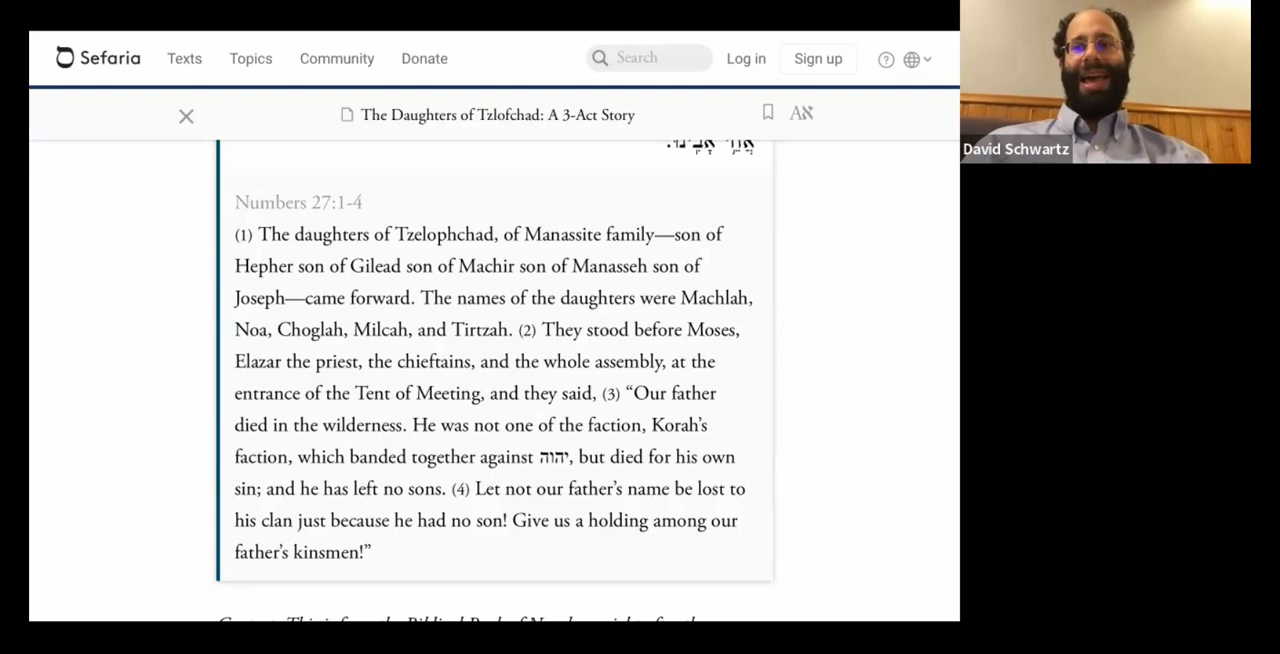 Sefaria Texts Topics Community Donate Search Log in Sign up
The Daughters of Tzlofchad: A 3-Act Story
David Schwartz
Numbers 27:1-4
(1) The daughters of Tzelophchad, of Manassite family—son of
Hepher son of Gilead son of Machir son of Manasseh son of
Joseph—came forward. The names of the daughters were Machlah,
Noa, Choglah, Milcah, and Tirtzah. (2) They stood before Moses,
Elazar the priest, the chieftains, and the whole assembly, at the
entrance of the Tent of Meeting, and they said, (3) “Our father
died in the wilderness. He was not one of the faction, Korah’s
faction, which banded together against יהוה, but died for his own
sin; and he has left no sons. (4) Let not our father’s name be lost to
his clan just because he had no son! Give us a holding among our
father’s kinsmen!”